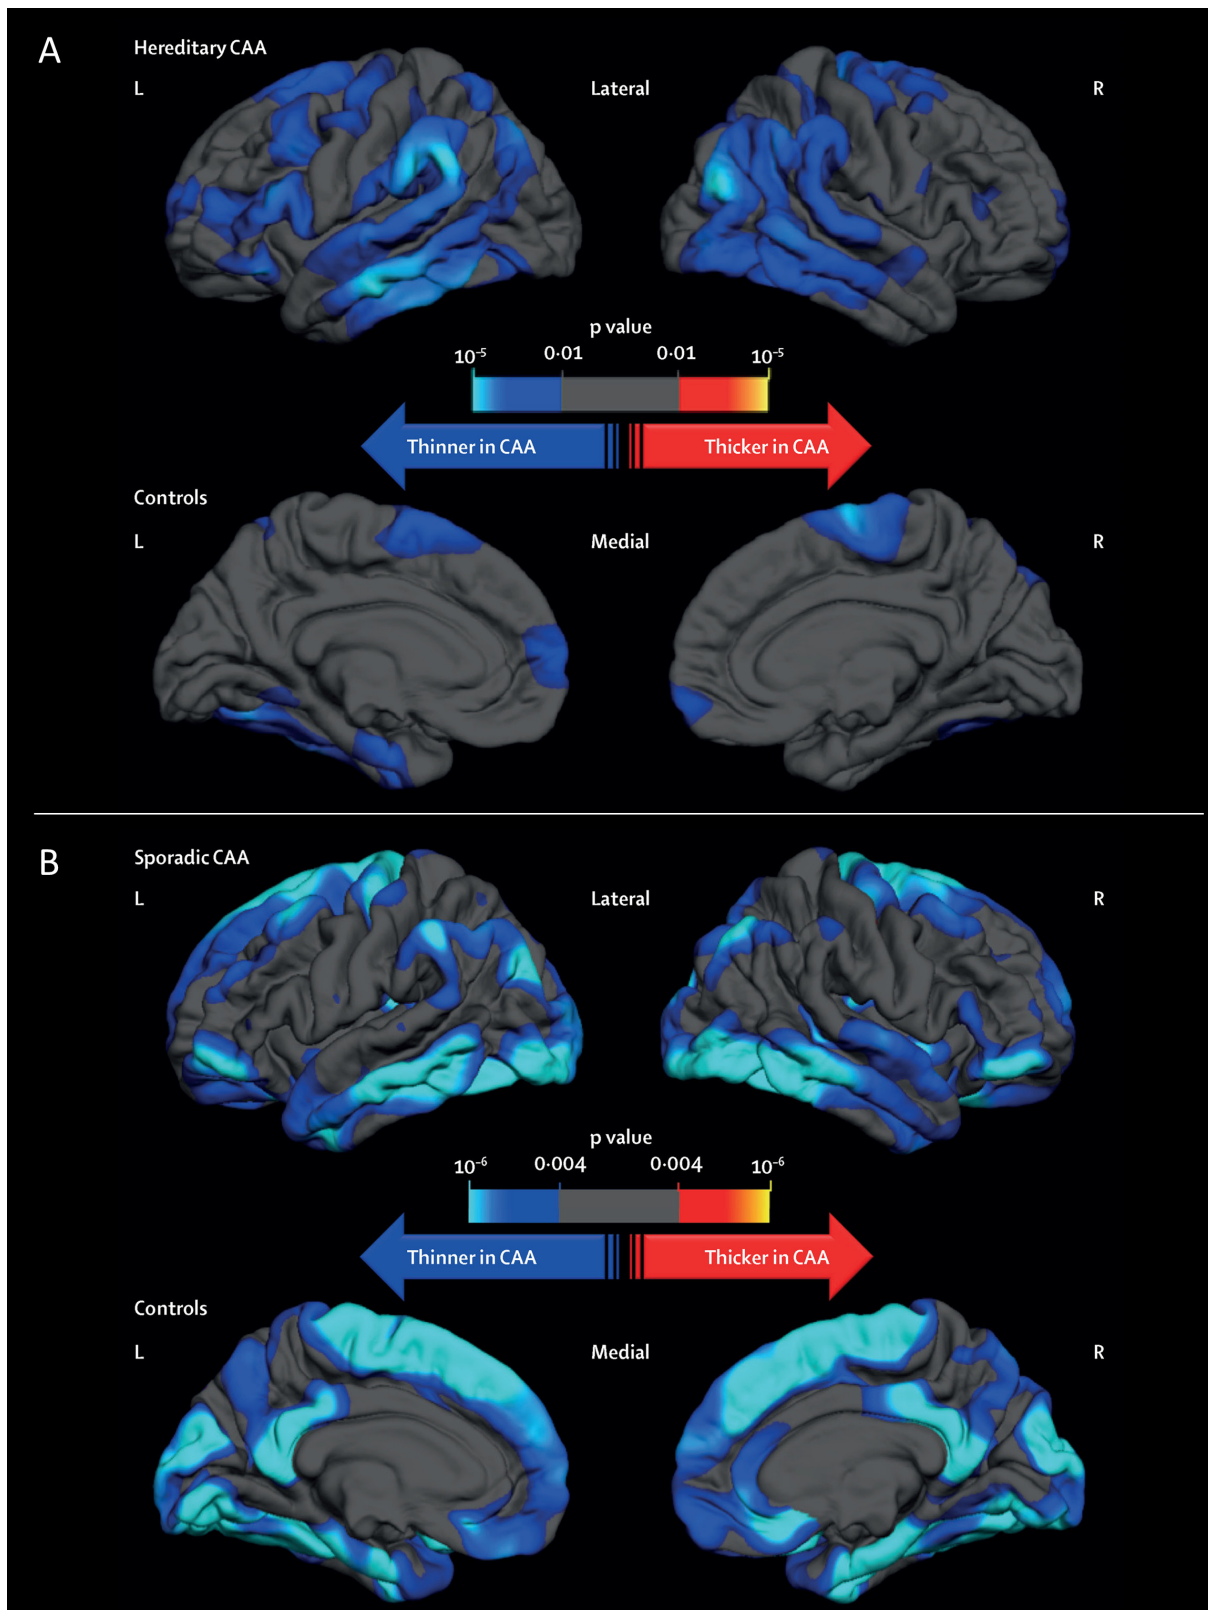 A
Hereditary CAA
L Lateral R
p value
10⁻⁵ 0·01 0·01 10⁻⁵
Thinner in CAA Thicker in CAA
Controls
L Medial R
B
Sporadic CAA
L Lateral R
p value
10⁻⁶ 0·004 0·004 10⁻⁶
Thinner in CAA Thicker in CAA
Controls
L Medial R